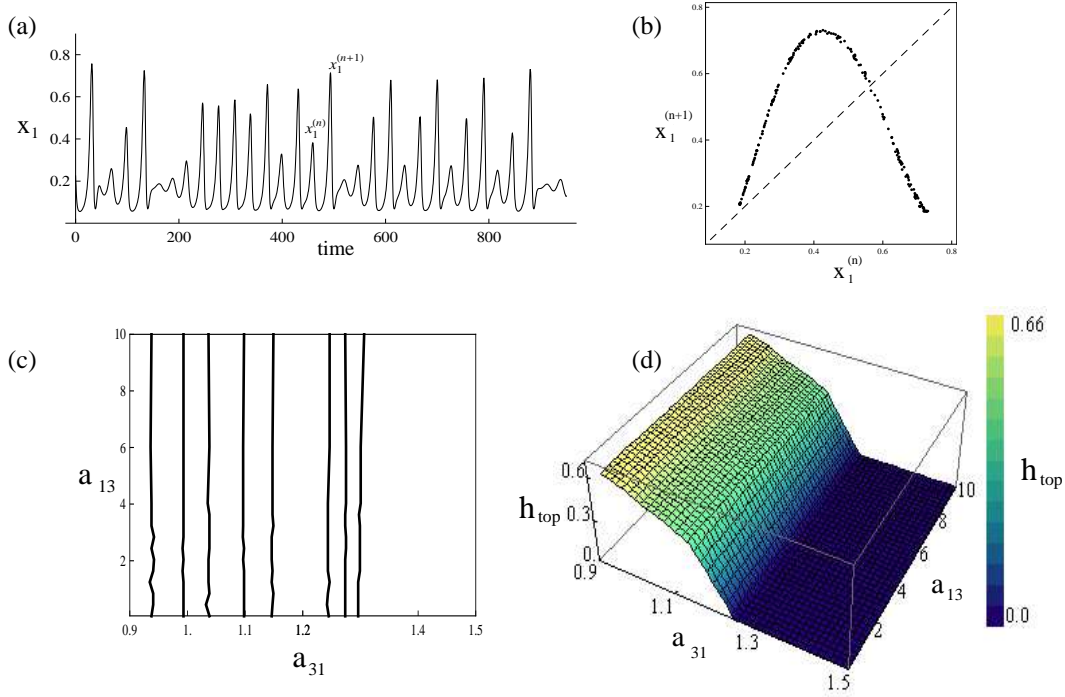 (a)
0.8
0.6
0.4
0.2
x₁
x₁⁽ⁿ⁺¹⁾
x₁⁽ⁿ⁾
0
200
400
600
800
time
(b)
0.8
0.6
0.4
0.2
x₁⁽ⁿ⁺¹⁾
0.2
0.4
0.6
0.8
x₁⁽ⁿ⁾
(c)
10
8
6
4
2
a₁₃
0.9
1.
1.1
1.2
1.3
1.4
1.5
a₃₁
(d)
0.6
0.3
0.
h_top
0.9
1.1
1.3
1.5
a₃₁
2
4
6
8
10
a₁₃
0.66
h_top
0.0